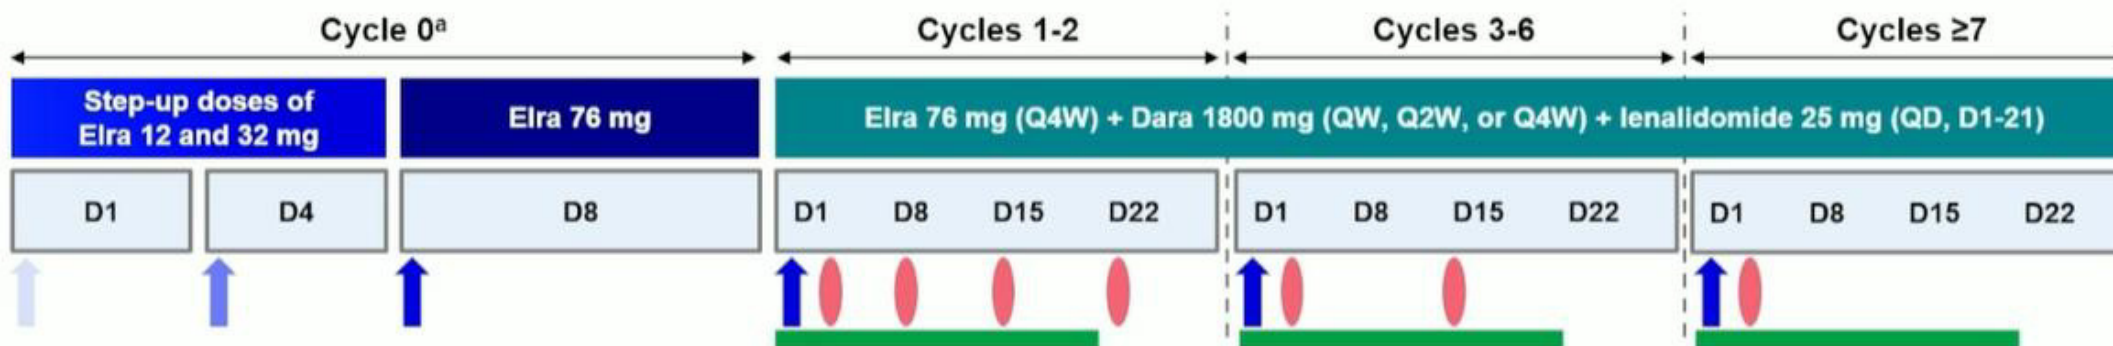 Cycle 0ª
Cycles 1-2
Cycles 3-6
Cycles ≥7
Step-up doses of
Elra 12 and 32 mg
Elra 76 mg
Elra 76 mg (Q4W) + Dara 1800 mg (QW, Q2W, or Q4W) + lenalidomide 25 mg (QD, D1-21)
D1
D4
D8
D1 D8 D15 D22
D1 D8 D15 D22
D1 D8 D15 D22